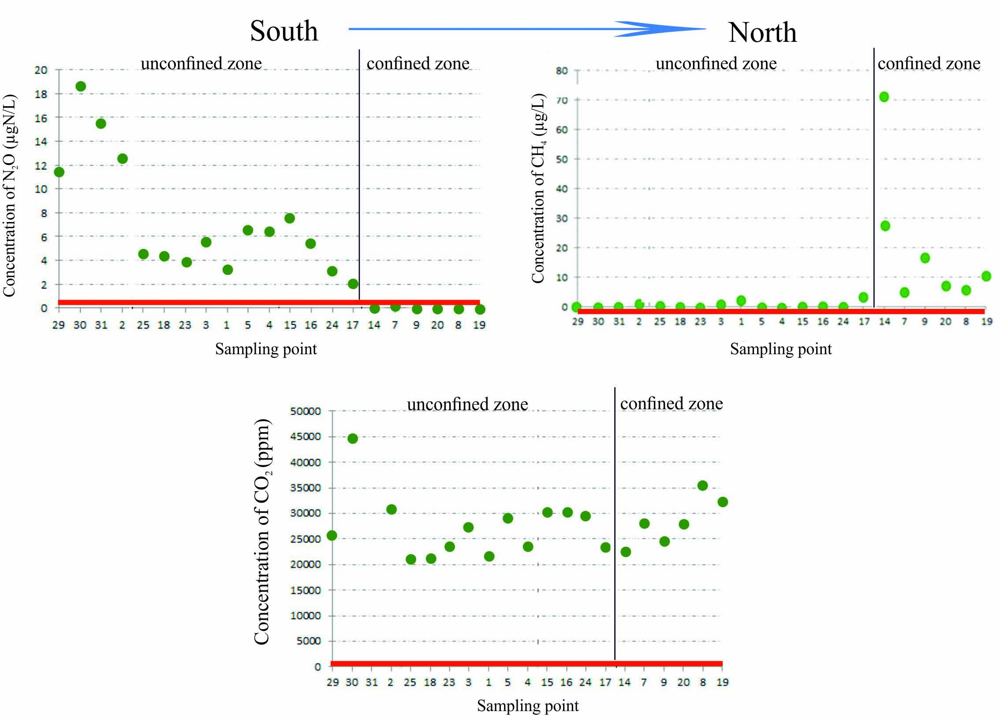 South
North
unconfined zone
confined zone
Concentration of N₂O (µgN/L)
20
18
16
14
12
10
8
6
4
2
0
29 30 31 2 25 18 23 3 1 5 4 15 16 24 17 14 7 9 20 8 19
Sampling point
unconfined zone
confined zone
Concentration of CH₄ (µg/L)
80
70
60
50
40
30
20
10
0
29 30 31 2 25 18 23 3 1 5 4 15 16 24 17 14 7 9 20 8 19
Sampling point
unconfined zone
confined zone
Concentration of CO₂ (ppm)
50000
45000
40000
35000
30000
25000
20000
15000
10000
5000
0
29 30 31 2 25 18 23 3 1 5 4 15 16 24 17 14 7 9 20 8 19
Sampling point